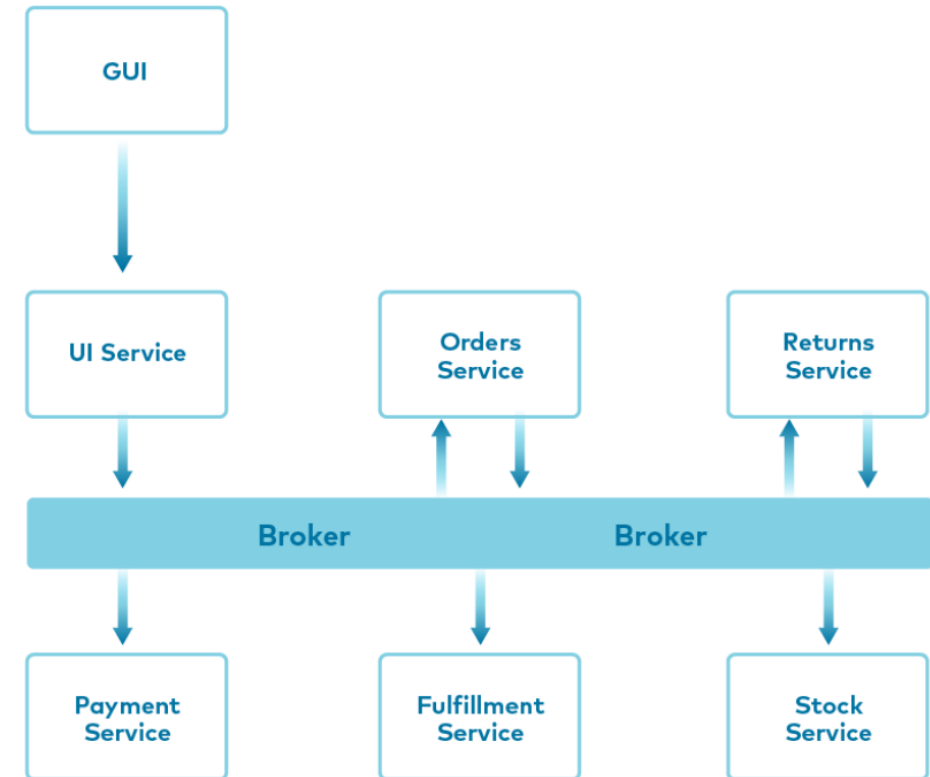 GUI
UI Service
Orders
Service
Returns
Service
Broker
Broker
Payment
Service
Fulfillment
Service
Stock
Service